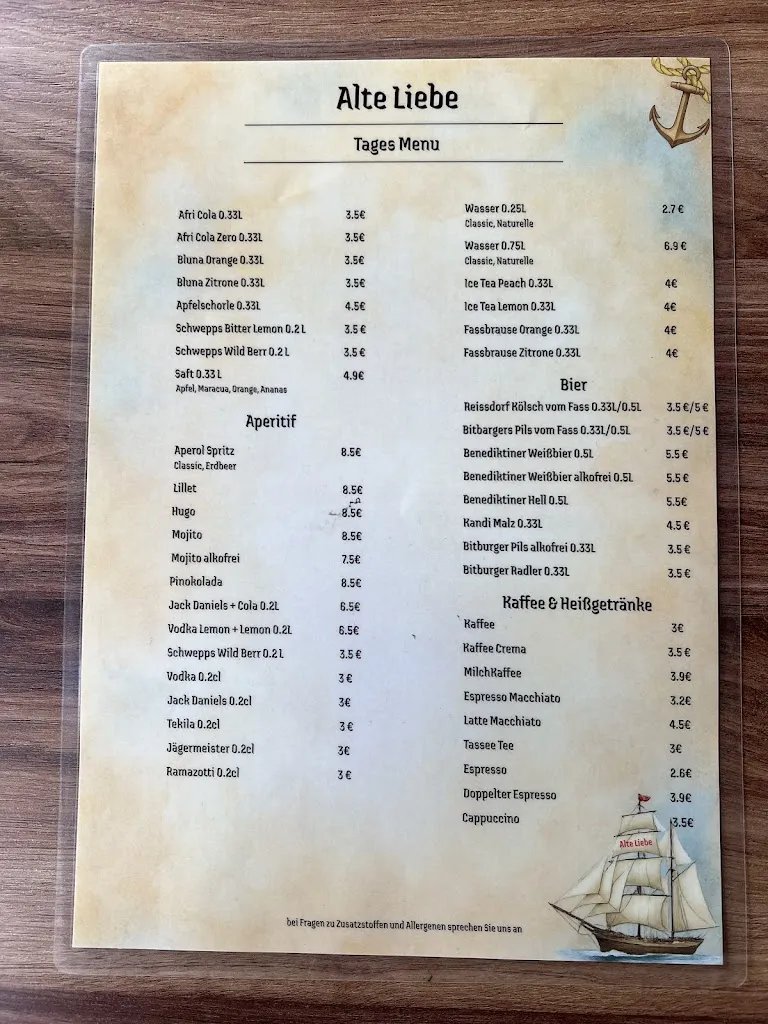 Alte Liebe
Tages Menu
Afri Cola 0.33L 3.5€
Afri Cola Zero 0.33L 3.5€
Bluna Orange 0.33L 3.5€
Bluna Zitrone 0.33L 3.5€
Apfelschorle 0.33L 4.5€
Schwepps Bitter Lemon 0.2 L 3.5 €
Schwepps Wild Berr 0.2 L 3.5 €
Saft 0.33 L 4.9€
Apfel, Maracua, Orange, Ananas
Aperitif
Aperol Spritz 8.5€
Classic, Erdbeer
Lillet 8.5€
Hugo 8.5€
Mojito 8.5€
Mojito alkofrei 7.5€
Pinokolada 8.5€
Jack Daniels + Cola 0.2L 6.5€
Vodka Lemon + Lemon 0.2L 6.5€
Schwepps Wild Berr 0.2 L 3.5 €
Vodka 0.2cl 3 €
Jack Daniels 0.2cl 3€
Tekila 0.2cl 3 €
Jägermeister 0.2cl 3€
Ramazotti 0.2cl 3 €
Wasser 0.25L 2.7 €
Classic, Naturelle
Wasser 0.75L 6.9 €
Classic, Naturelle
Ice Tea Peach 0.33L 4€
Ice Tea Lemon 0.33L 4€
Fassbrause Orange 0.33L 4€
Fassbrause Zitrone 0.33L 4€
Bier
Reissdorf Kölsch vom Fass 0.33L/0.5L 3.5 €/5 €
Bitbargers Pils vom Fass 0.33L/0.5L 3.5 €/5 €
Benediktiner Weißbier 0.5L 5.5 €
Benediktiner Weißbier alkofrei 0.5L 5.5 €
Benediktiner Hell 0.5L 5.5€
Kandi Malz 0.33L 4.5 €
Bitburger Pils alkofrei 0.33L 3.5 €
Bitburger Radler 0.33L 3.5 €
Kaffee & Heißgetränke
Kaffee 3€
Kaffee Crema 3.5 €
MilchKaffee 3.9€
Espresso Macchiato 3.2€
Latte Macchiato 4.5€
Tassee Tee 3€
Espresso 2.6€
Doppelter Espresso 3.9€
Cappuccino 3.5€
Alte Liebe
bei Fragen zu Zusatzstoffen und Allergenen sprechen Sie uns an